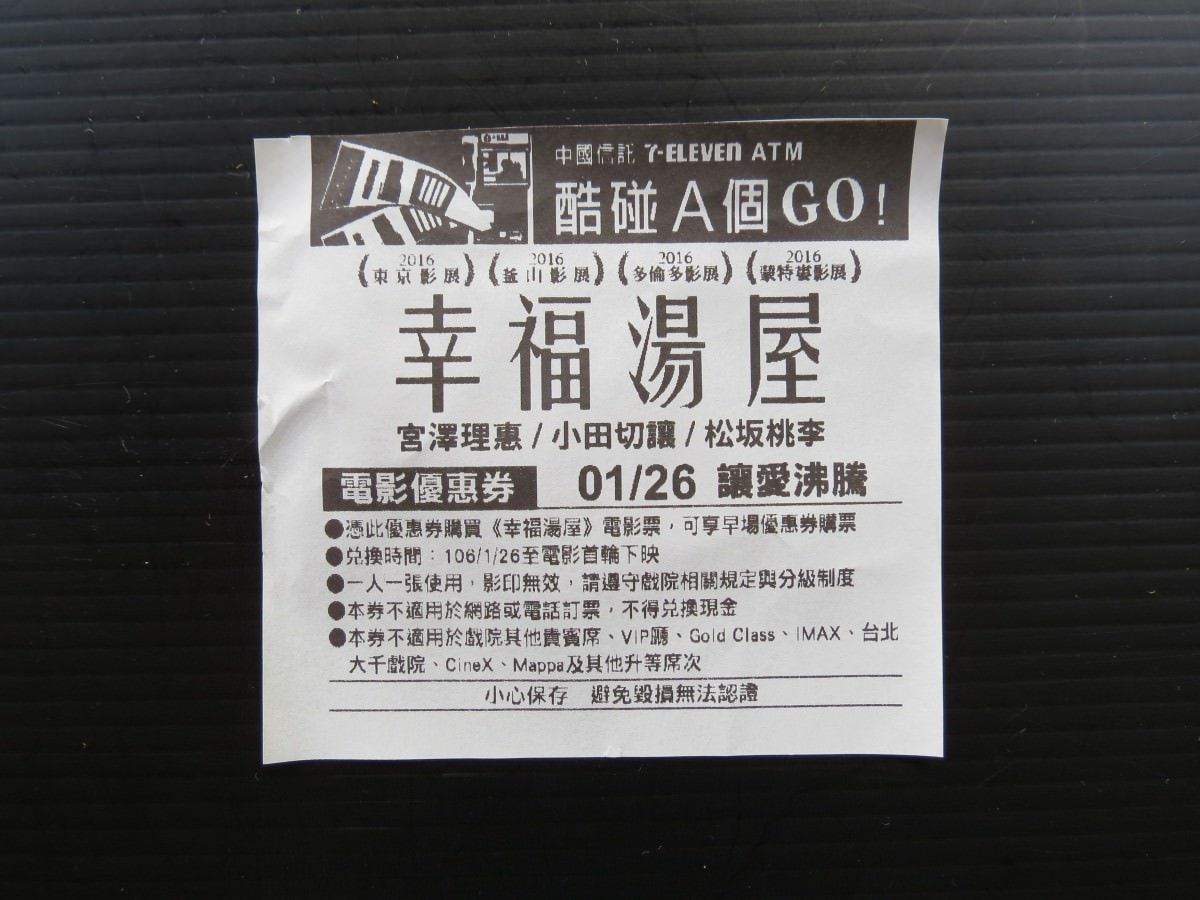 中國信託 7-ELEVEN ATM
酷碰A個GO!
2016 東京影展
2016 釜山影展
2016 多倫多影展
2016 蒙特婁影展
幸福湯屋
宮澤理惠/小田切讓/松坂桃李
電影優惠券 01/26 讓愛沸騰
●憑此優惠券購買《幸福湯屋》電影票,可享早場優惠券購票
●兌換時間:106/1/26至電影首輪下映
●一人一張使用,影印無效,請遵守戲院相關規定與分級制度
●本券不適用於網路或電話訂票,不得兌換現金
●本券不適用於戲院其他貴賓席、VIP廳、Gold Class、IMAX、台北
大千戲院、CineX、Mappa及其他升等席次
小心保存 避免毀損無法認證